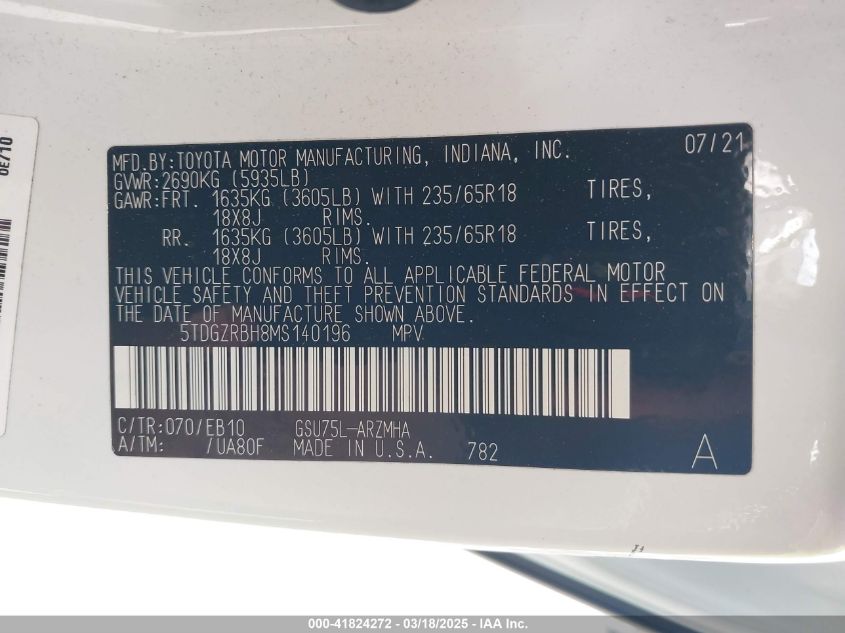 MFD.BY:TOYOTA MOTOR MANUFACTURING, INDIANA, INC. 07/21
GVWR:2690KG (5935LB)
GAWR:FRT. 1635KG (3605LB) WITH 235/65R18 TIRES,
18X8J RIMS.
RR. 1635KG (3605LB) WITH 235/65R18 TIRES,
18X8J RIMS.
THIS VEHICLE CONFORMS TO ALL APPLICABLE FEDERAL MOTOR
VEHICLE SAFETY AND THEFT PREVENTION STANDARDS IN EFFECT ON
THE DATE OF MANUFACTURE SHOWN ABOVE.
5TDGZRBH8MS140196 MPV
C/TR:070/EB10 GSU75L-ARZMHA
A/TM: /UA80F MADE IN U.S.A. 782 A
0E710
000-41824272 — 03/18/2025 — IAA Inc.